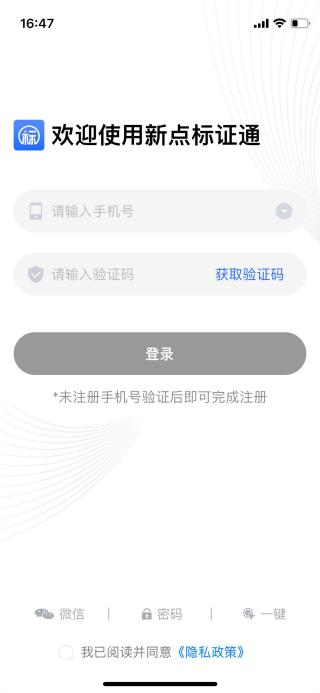 16:47
标 欢迎使用新点标证通
请输入手机号
请输入验证码 获取验证码
登录
*未注册手机号验证后即可完成注册
微信 | 密码 | 一键
我已阅读并同意《隐私政策》